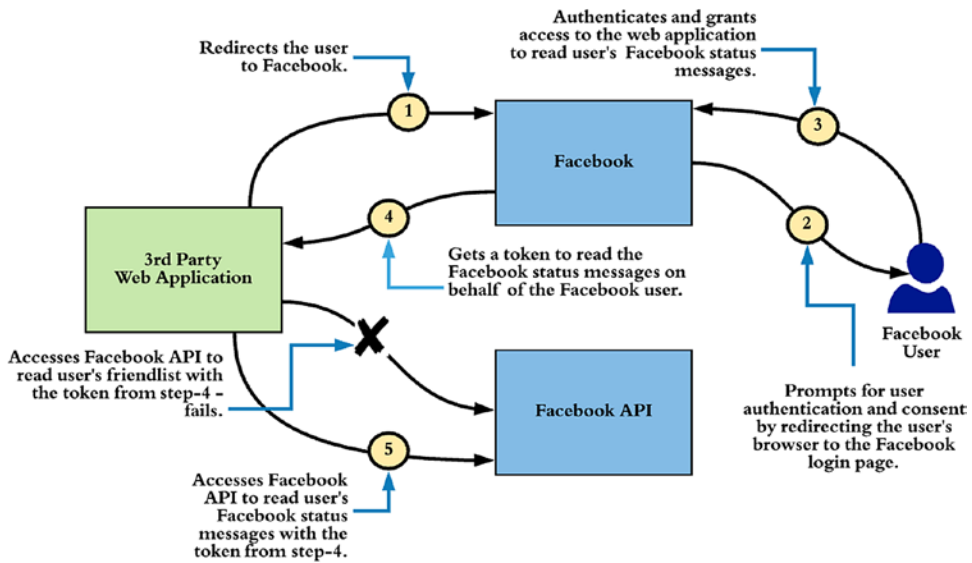 Redirects the user
to Facebook.
Authenticates and grants
access to the web application
to read user's Facebook status
messages.
1
3
Facebook
4
2
3rd Party
Web Application
Gets a token to read the
Facebook status messages on
behalf of the Facebook user.
Facebook
User
Accesses Facebook API to
read user's friendlist with
the token from step-4 -
fails.
Facebook API
Prompts for user
authentication and consent
by redirecting the user's
browser to the Facebook
login page.
5
Accesses Facebook
API to read user's
Facebook status
messages with the
token from step-4.